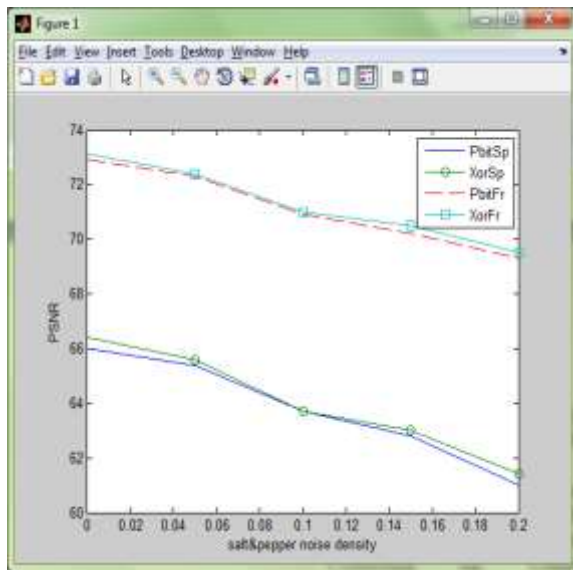 Figure 1
File Edit View Insert Tools Desktop Window Help
74
72
70
68
66
64
62
60
PSNR
0 0.02 0.04 0.06 0.08 0.1 0.12 0.14 0.16 0.18 0.2
salt&pepper noise density
PbitSp
XorSp
PbitFr
XorFr